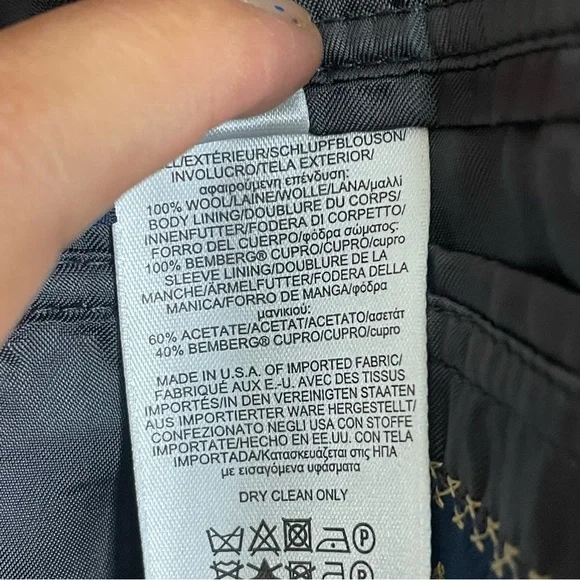 LL/EXTÉRIEUR/SCHLUPFBLOUSON/
INVOLUCRO/TELA EXTERIOR/
αφαιρούμενη επένδυση:
100% WOOL/LAINE/WOLLE/LANA/μαλλί
BODY LINING/DOUBLURE DU CORPS/
INNENFUTTER/FODERA DI CORPETTO/
FORRO DEL CUERPO/φόδρα σώματος:
100% BEMBERG® CUPRO/CUPRO/cupro
SLEEVE LINING/DOUBLURE DE LA
MANCHE/ÄRMELFUTTER/FODERA DELLA
MANICA/FORRO DE MANGA/φόδρα
μανικιού:
60% ACETATE/ACETAT/ACETATO/ασετάτ
40% BEMBERG® CUPRO/CUPRO/cupro
MADE IN U.S.A. OF IMPORTED FABRIC/
FABRIQUÉ AUX E.-U. AVEC DES TISSUS
IMPORTÉS/IN DEN VEREINIGTEN STAATEN
AUS IMPORTIERTER WARE HERGESTELLT/
CONFEZIONATO NEGLI USA CON STOFFE
IMPORTATE/HECHO EN EE.UU. CON TELA
IMPORTADA/Κατασκευάζεται στις ΗΠΑ
με εισαγόμενα υφάσματα
DRY CLEAN ONLY
P
P